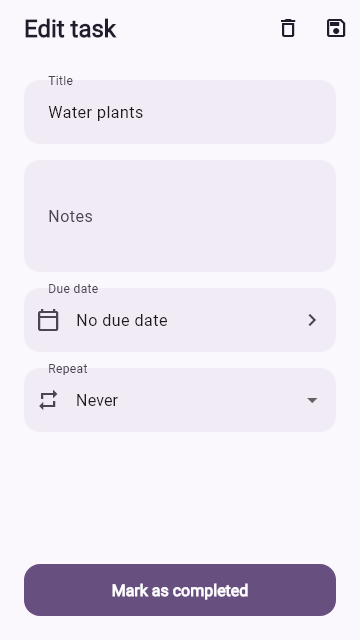 Edit task
Title
Water plants
Notes
Due date
No due date
Repeat
Never
Mark as completed